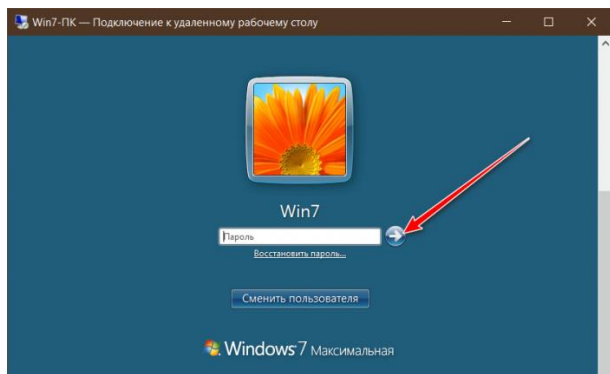 Win7-ПК — Подключение к удаленному рабочему столу
Win7
Пароль
Восстановить пароль...
Сменить пользователя
Windows 7 Максимальная